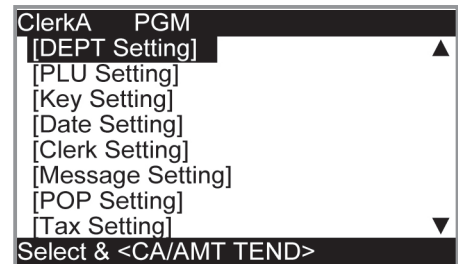 ClerkA PGM
[DEPT Setting]
[PLU Setting]
[Key Setting]
[Date Setting]
[Clerk Setting]
[Message Setting]
[POP Setting]
[Tax Setting]
Select & <CA/AMT TEND>